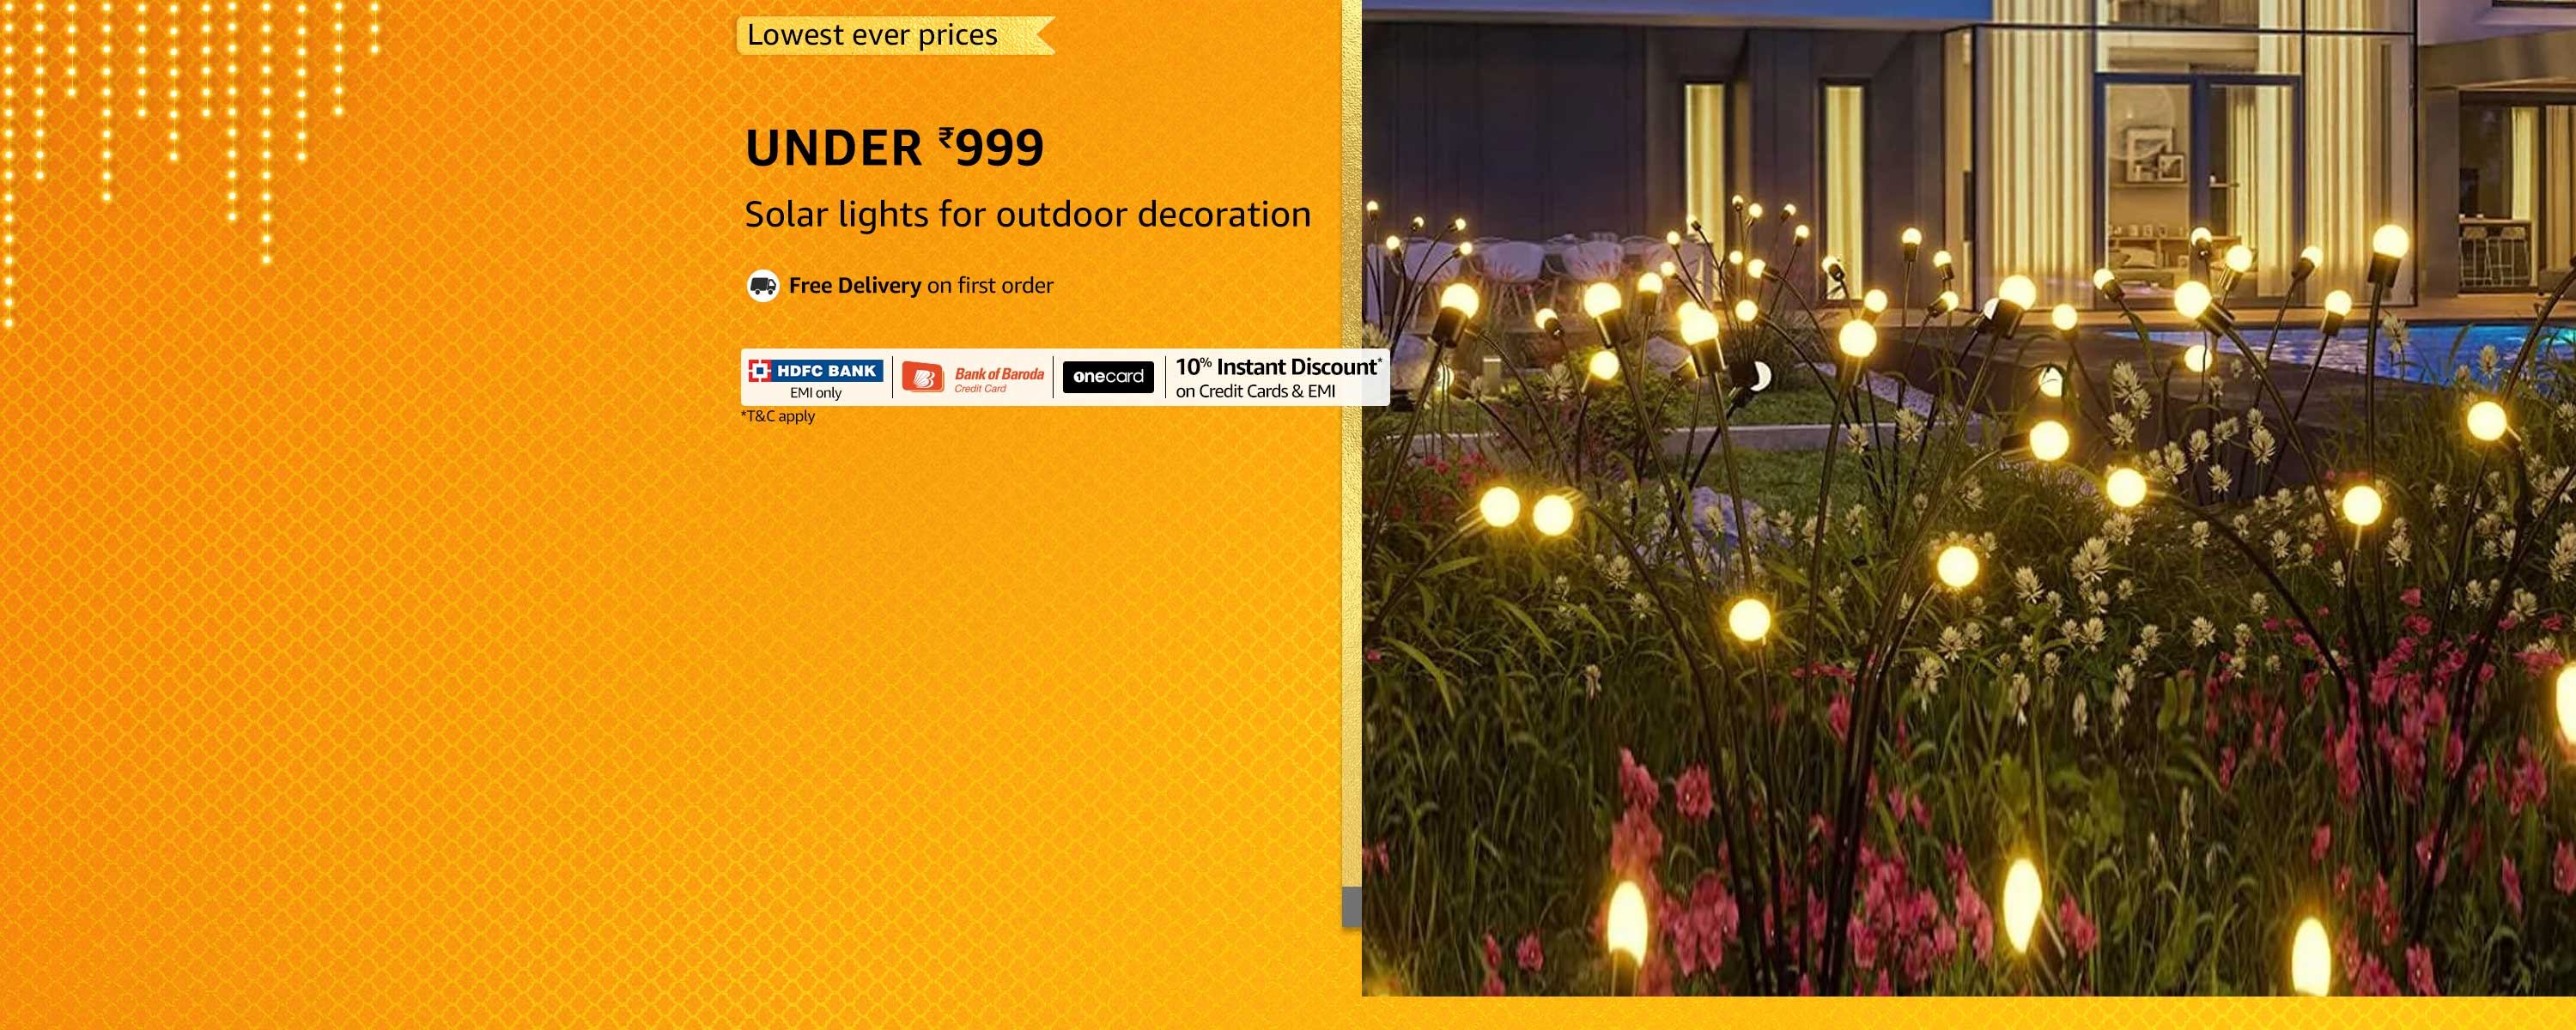 Lowest ever prices
UNDER ₹999
Solar lights for outdoor decoration
Free Delivery on first order
HDFC BANK
EMI only
Bank of Baroda
Credit Card
onecard
10% Instant Discount*
on Credit Cards & EMI
*T&C apply